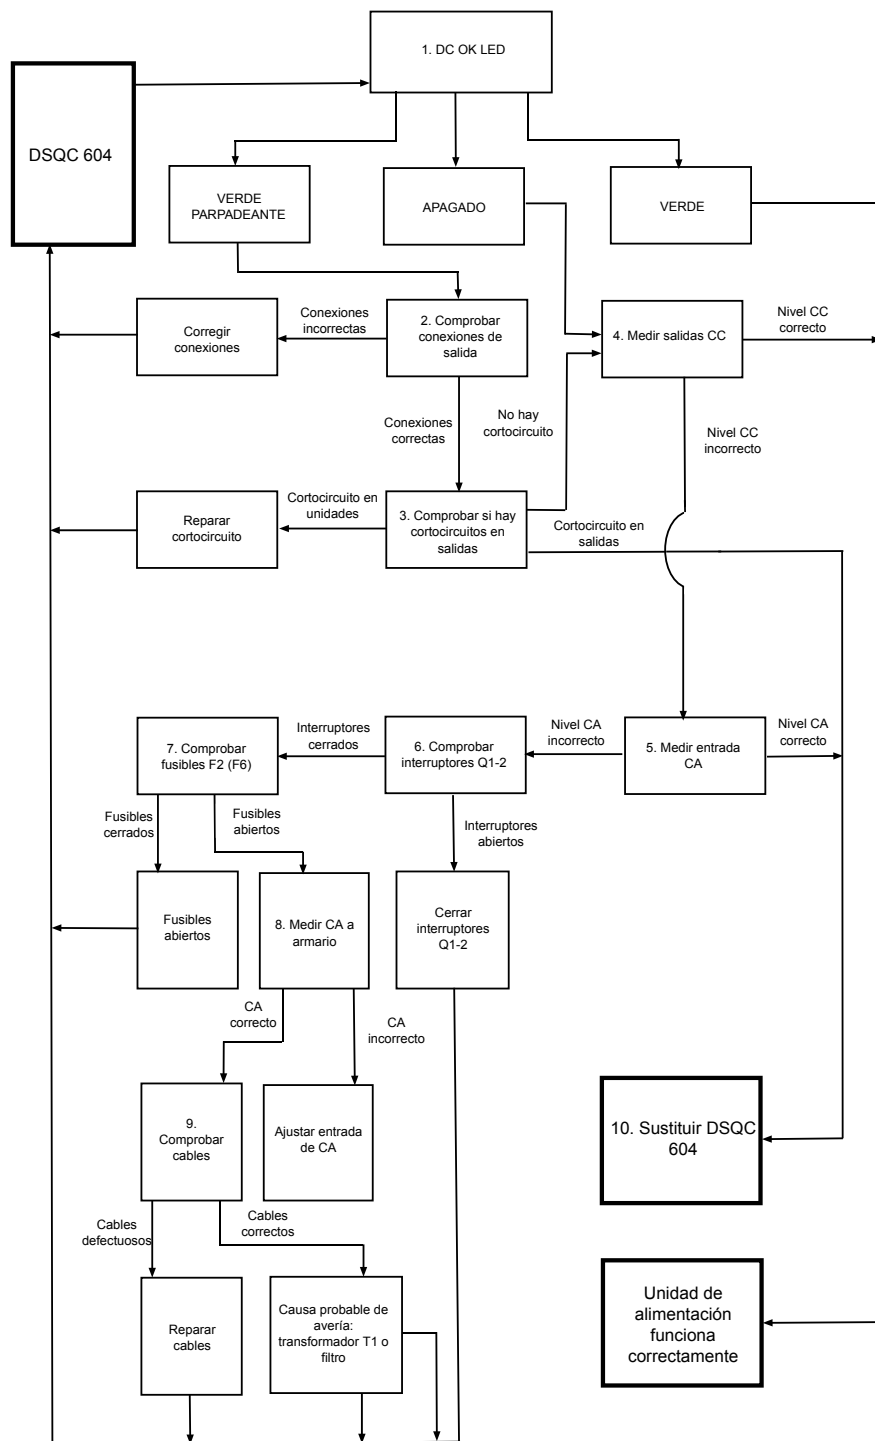 1. DC OK LED
DSQC 604
VERDE
PARPADEANTE
APAGADO
VERDE
Corregir
conexiones
Conexiones
incorrectas
2. Comprobar
conexiones de
salida
4. Medir salidas CC
Nivel CC
correcto
Conexiones
correctas
No hay
cortocircuito
Nivel CC
incorrecto
Reparar
cortocircuito
Cortocircuito en
unidades
3. Comprobar si hay
cortocircuitos en
salidas
Cortocircuito en
salidas
7. Comprobar
fusibles F2 (F6)
Interruptores
cerrados
6. Comprobar
interruptores Q1-2
Nivel CA
incorrecto
5. Medir entrada
CA
Nivel CA
correcto
Fusibles
cerrados
Fusibles
abiertos
Interruptores
abiertos
Fusibles
abiertos
8. Medir CA a
armario
Cerrar
interruptores
Q1-2
CA
correcto
CA
incorrecto
9.
Comprobar
cables
Ajustar entrada
de CA
10. Sustituir DSQC
604
Cables
defectuosos
Cables
correctos
Reparar
cables
Causa probable de
avería:
transformador T1 o
filtro
Unidad de
alimentación
funciona
correctamente